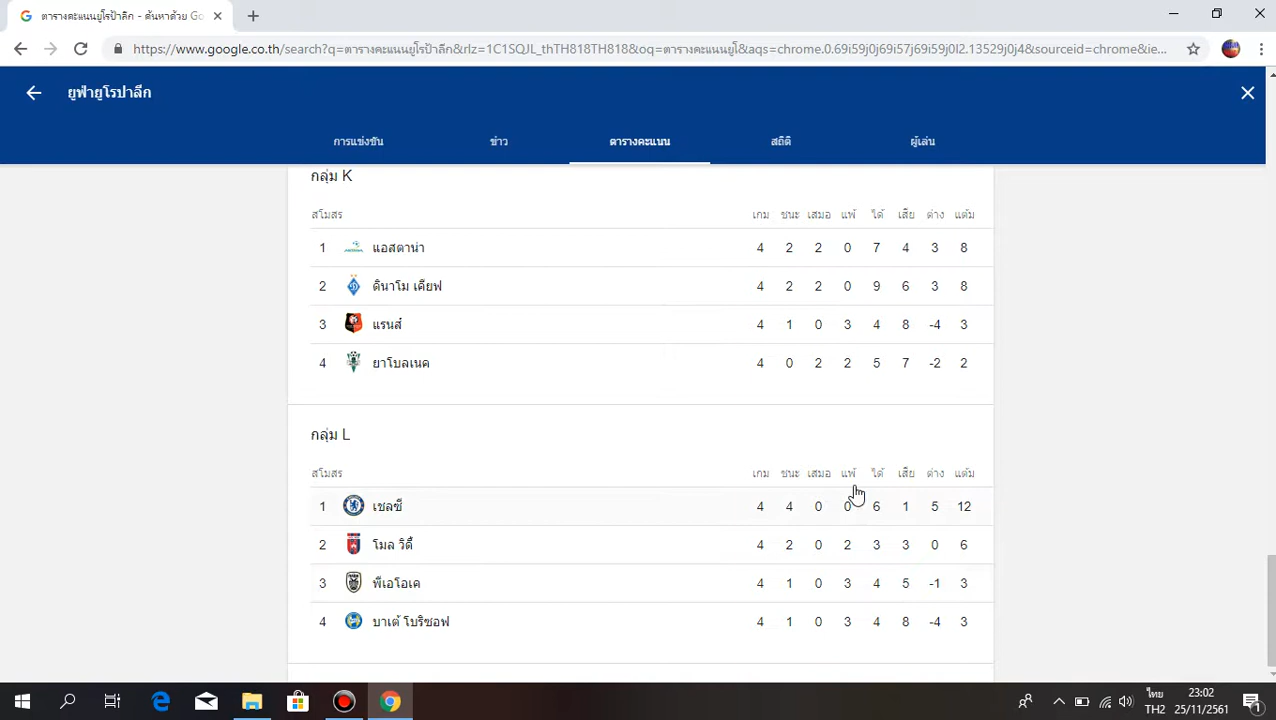 ตารางคะแนนยูโรป้าลีก - ค้นหาด้วย Go
https://www.google.co.th/search?q=ตารางคะแนนยูโรป้าลีก&rlz=1C1SQJL_thTH818TH818&oq=ตารางคะแนนยูโ&aqs=chrome.0.69i59j0j69i57j69i59j0l2.13529j0j4&sourceid=chrome&ie...
ยูฟ่ายูโรปาลีก
การแข่งขัน ข่าว ตารางคะแนน สถิติ ผู้เล่น
กลุ่ม K
สโมสร เกม ชนะ เสมอ แพ้ ได้ เสีย ต่าง แต้ม
1 แอสตาน่า 4 2 2 0 7 4 3 8
2 ดินาโม เคียฟ 4 2 2 0 9 6 3 8
3 แรนส์ 4 1 0 3 4 8 -4 3
4 ยาโบลเนค 4 0 2 2 5 7 -2 2
กลุ่ม L
สโมสร เกม ชนะ เสมอ แพ้ ได้ เสีย ต่าง แต้ม
1 เชลซี 4 4 0 0 6 1 5 12
2 โมล วิดี้ 4 2 0 2 3 3 0 6
3 พีเอโอเค 4 1 0 3 4 5 -1 3
4 บาเต้ โบริซอฟ 4 1 0 3 4 8 -4 3
ไทย 23:02
TH2 25/11/2561 1